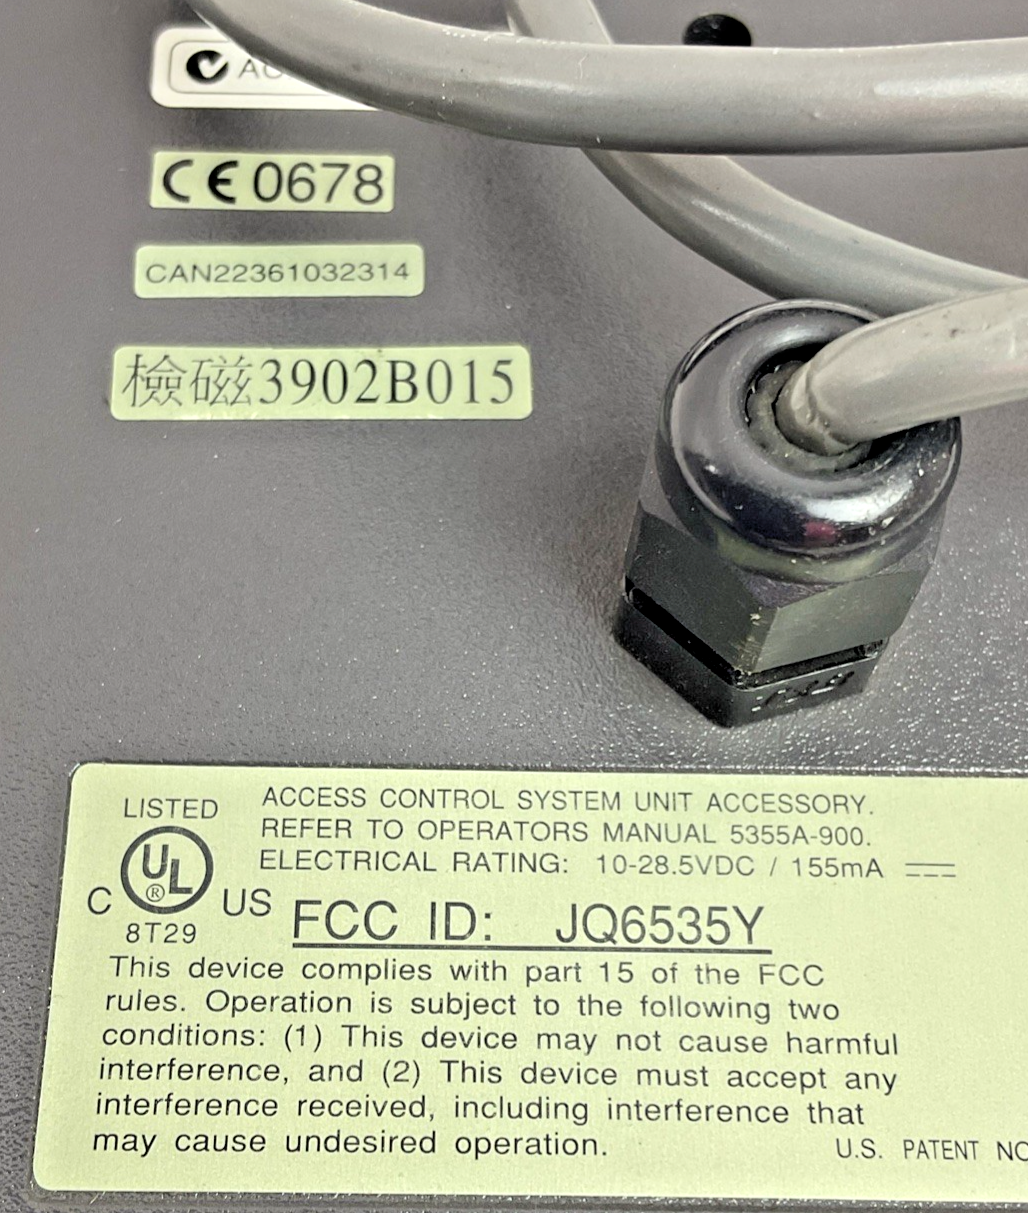 CE0678
CAN22361032314
檢磁3902B015
LISTED
UL
®
C US
8T29
ACCESS CONTROL SYSTEM UNIT ACCESSORY.
REFER TO OPERATORS MANUAL 5355A-900.
ELECTRICAL RATING: 10-28.5VDC / 155mA
FCC ID: JQ6535Y
This device complies with part 15 of the FCC
rules. Operation is subject to the following two
conditions: (1) This device may not cause harmful
interference, and (2) This device must accept any
interference received, including interference that
may cause undesired operation.
U.S. PATENT